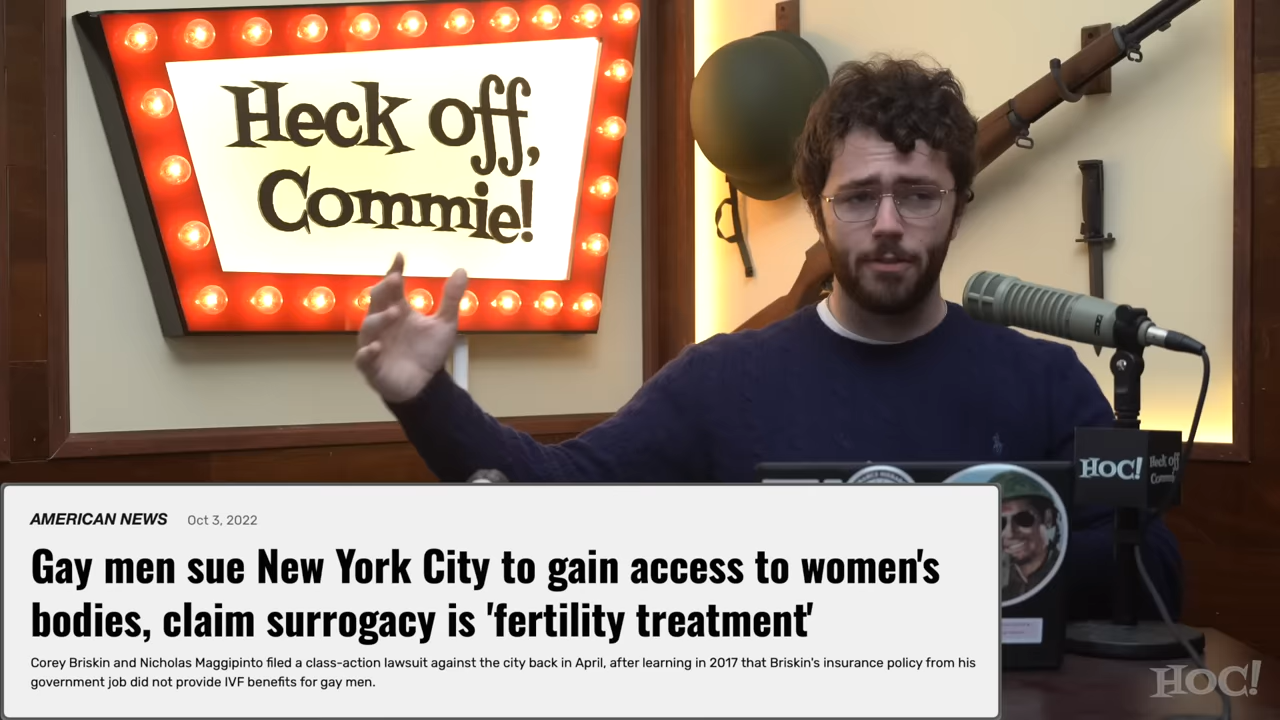 Heck off,
Commie!
HOC!
Heck off
Commie!
AMERICAN NEWS Oct 3, 2022
Gay men sue New York City to gain access to women's
bodies, claim surrogacy is 'fertility treatment'
Corey Briskin and Nicholas Maggipinto filed a class-action lawsuit against the city back in April, after learning in 2017 that Briskin's insurance policy from his
government job did not provide IVF benefits for gay men.
HOC!